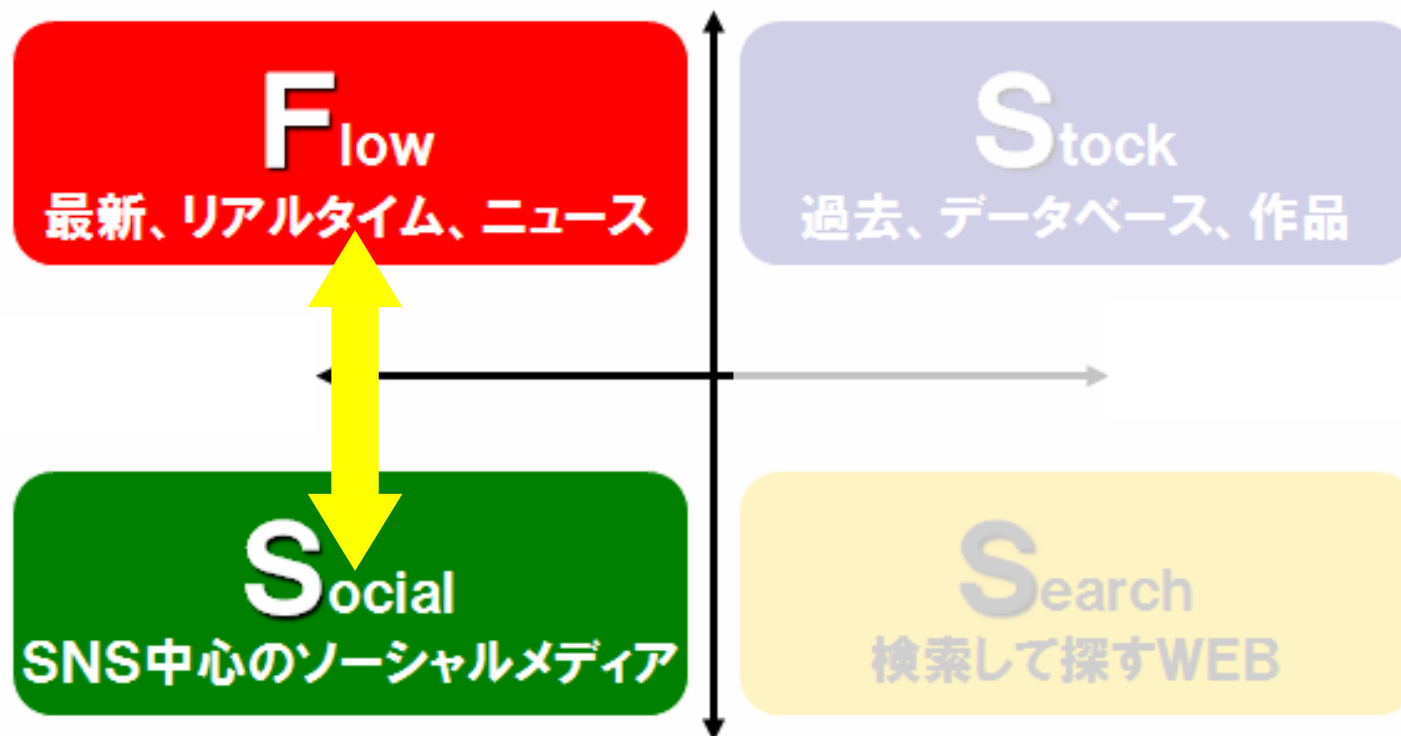 Flow
最新、リアルタイム、ニュース
Stock
過去、データベース、作品
Social
SNS中心のソーシャルメディア
Search
検索して探すWEB